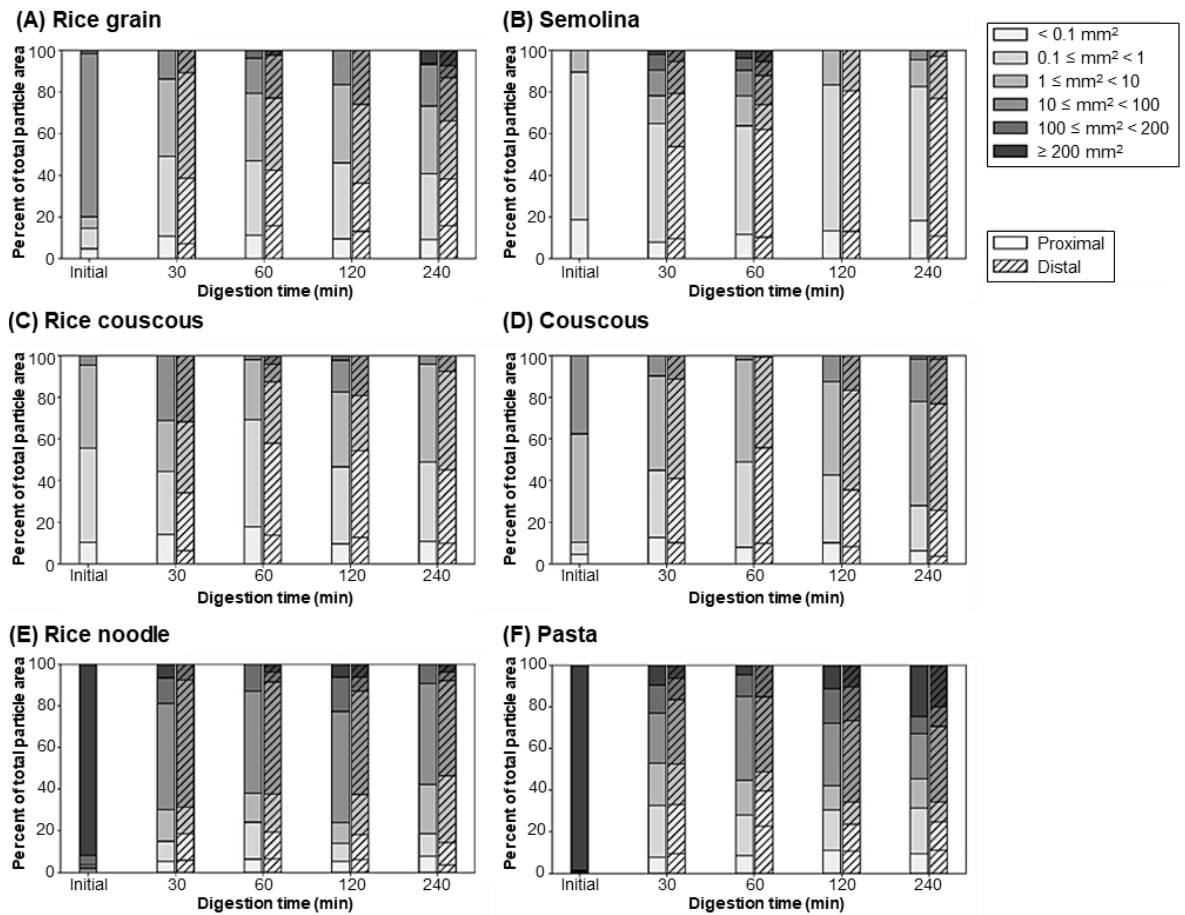 (A) Rice grain
Percent of total particle area
100
80
60
40
20
0
Initial 30 60 120 240
Digestion time (min)
(B) Semolina
Percent of total particle area
100
80
60
40
20
0
Initial 30 60 120 240
Digestion time (min)
< 0.1 mm²
0.1 ≤ mm² < 1
1 ≤ mm² < 10
10 ≤ mm² < 100
100 ≤ mm² < 200
≥ 200 mm²
Proximal
Distal
(C) Rice couscous
Percent of total particle area
100
80
60
40
20
0
Initial 30 60 120 240
Digestion time (min)
(D) Couscous
Percent of total particle area
100
80
60
40
20
0
Initial 30 60 120 240
Digestion time (min)
(E) Rice noodle
Percent of total particle area
100
80
60
40
20
0
Initial 30 60 120 240
Digestion time (min)
(F) Pasta
Percent of total particle area
100
80
60
40
20
0
Initial 30 60 120 240
Digestion time (min)